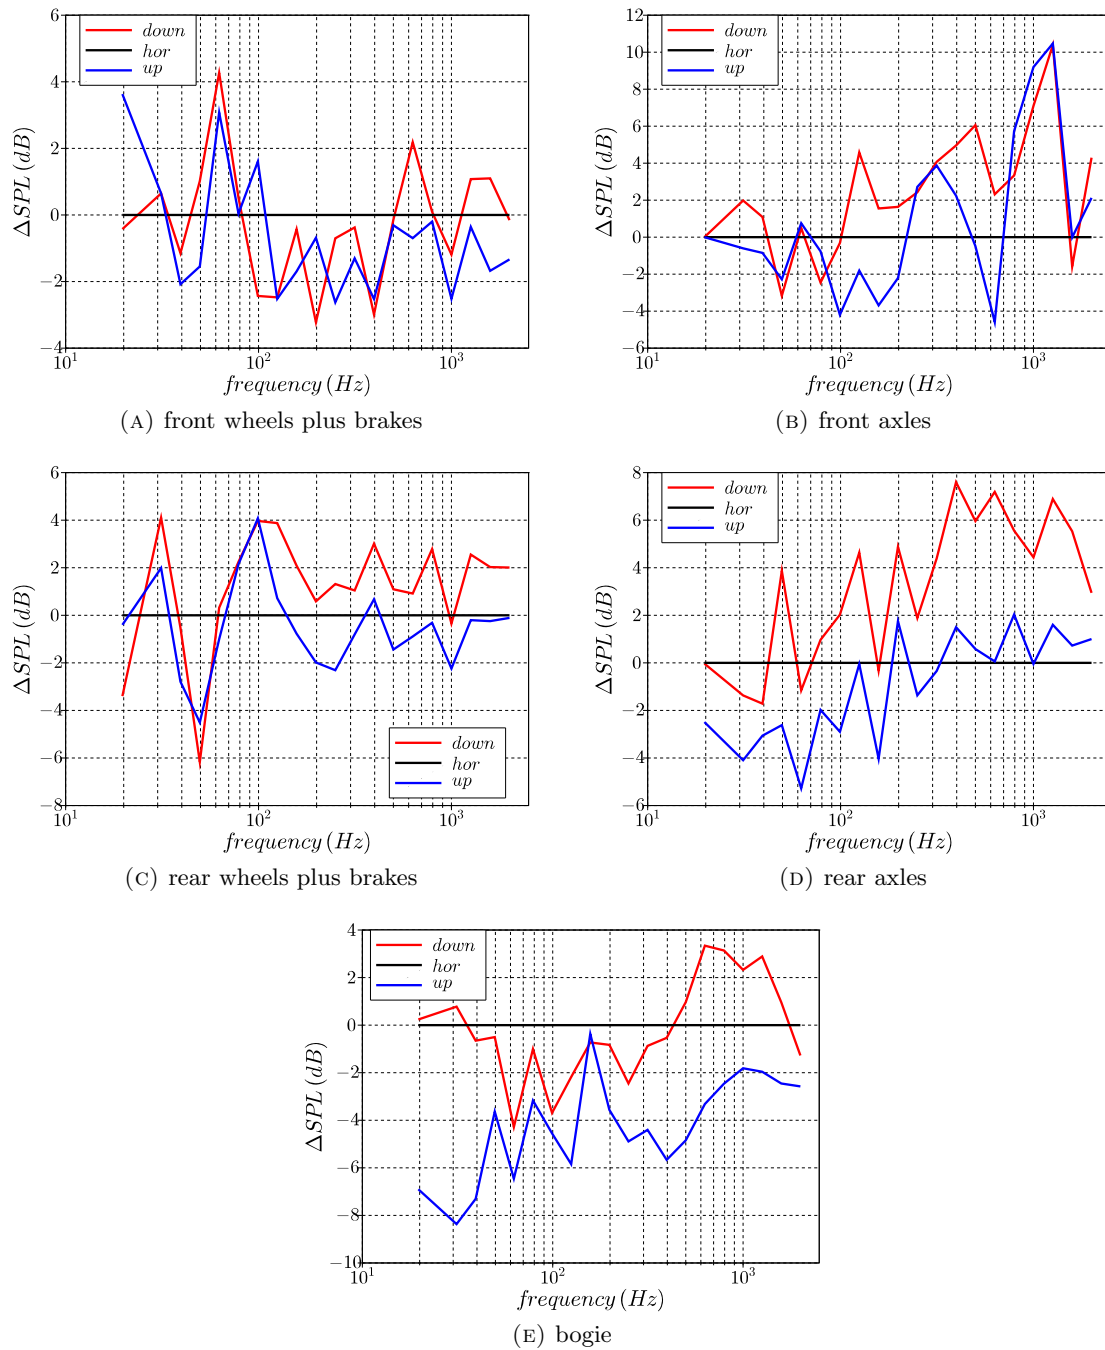 6
4
2
0
−2
−4
ΔSPL (dB)
down
hor
up
10¹ 10² 10³
frequency (Hz)
(A) front wheels plus brakes
12
10
8
6
4
2
0
−2
−4
−6
ΔSPL (dB)
down
hor
up
10¹ 10² 10³
frequency (Hz)
(B) front axles
6
4
2
0
−2
−4
−6
−8
ΔSPL (dB)
down
hor
up
10¹ 10² 10³
frequency (Hz)
(C) rear wheels plus brakes
8
6
4
2
0
−2
−4
−6
ΔSPL (dB)
down
hor
up
10¹ 10² 10³
frequency (Hz)
(D) rear axles
4
2
0
−2
−4
−6
−8
−10
ΔSPL (dB)
down
hor
up
10¹ 10² 10³
frequency (Hz)
(E) bogie